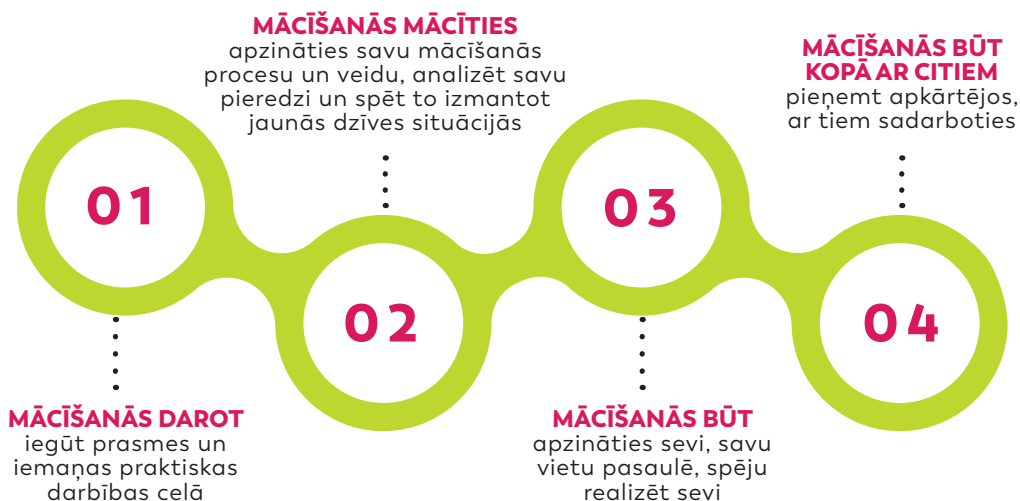 01
MĀCĪŠANĀS DAROT
iegūt prasmes un
iemaņas praktiskas
darbības ceļā
MĀCĪŠANĀS MĀCĪTIES
apzināties savu mācīšanās
procesu un veidu, analizēt savu
pieredzi un spēt to izmantot
jaunās dzīves situācijās
02
03
MĀCĪŠANĀS BŪT
apzināties sevi, savu
vietu pasaulē, spēju
realizēt sevi
MĀCĪŠANĀS BŪT
KOPĀ AR CITIEM
pieņemt apkārtējos,
ar tiem sadarboties
04